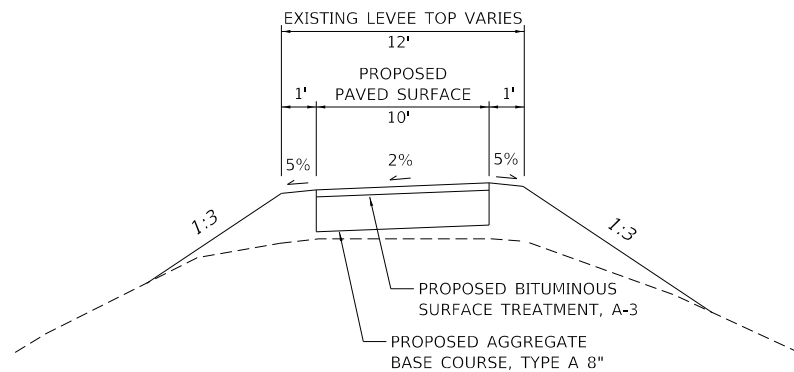 EXISTING LEVEE TOP VARIES
12'
PROPOSED
1' PAVED SURFACE 1'
10'
5% 2% 5%
1:3 1:3
PROPOSED BITUMINOUS
SURFACE TREATMENT, A-3
PROPOSED AGGREGATE
BASE COURSE, TYPE A 8"